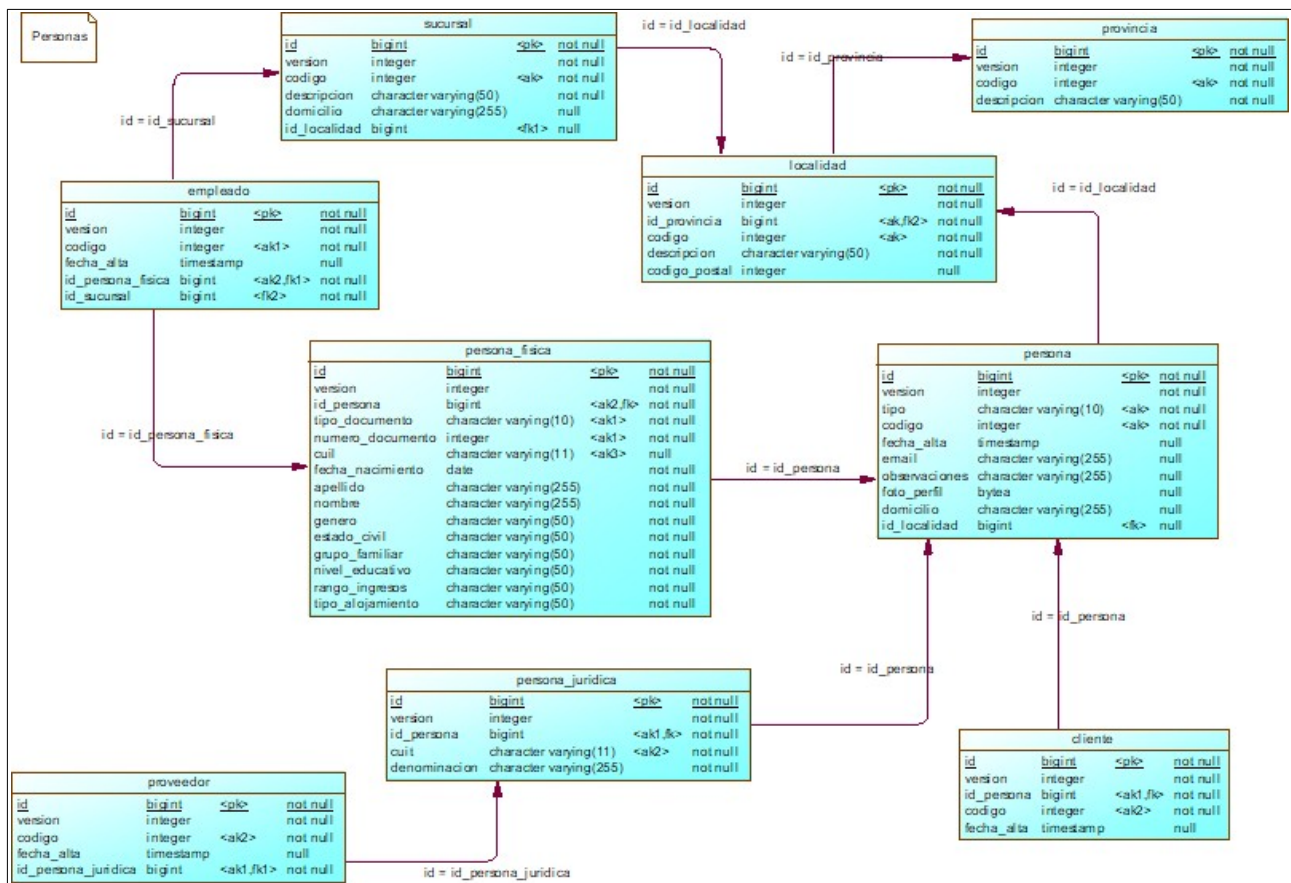 Personas
sucursal
id bigint <pk> not null
version integer not null
codigo integer <ak> not null
descripcion character varying(50) not null
domicilio character varying(255) null
id_localidad bigint <fk1> null
id = id_localidad
provincia
id bigint <pk> not null
version integer not null
codigo integer <ak> not null
descripcion character varying(50) not null
id = id_provincia
id = id_sucursal
localidad
id bigint <pk> not null
version integer not null
id_provincia bigint <ak,fk2> not null
codigo integer <ak> not null
descripcion character varying(50) not null
codigo_postal integer null
id = id_localidad
empleado
id bigint <pk> not null
version integer not null
codigo integer <ak1> not null
fecha_alta timestamp null
id_persona_fisica bigint <ak2,fk1> not null
id_sucursal bigint <fk2> not null
persona_fisica
id bigint <pk> not null
version integer not null
id_persona bigint <ak2,fk> not null
tipo_documento character varying(10) <ak1> not null
numero_documento integer <ak1> not null
cuil character varying(11) <ak3> null
fecha_nacimiento date not null
apellido character varying(255) not null
nombre character varying(255) not null
genero character varying(50) not null
estado_civil character varying(50) not null
grupo_familiar character varying(50) not null
nivel_educativo character varying(50) not null
rango_ingresos character varying(50) not null
tipo_alojamiento character varying(50) not null
id = id_persona_fisica
id = id_persona
persona
id bigint <pk> not null
version integer not null
tipo character varying(10) <ak> not null
codigo integer <ak> not null
fecha_alta timestamp null
email character varying(255) null
observaciones character varying(255) null
foto_perfil bytea null
domicilio character varying(255) null
id_localidad bigint <fk> null
id = id_persona
id = id_persona
persona_juridica
id bigint <pk> not null
version integer not null
id_persona bigint <ak1,fk> not null
cuit character varying(11) <ak2> not null
denominacion character varying(255) not null
cliente
id bigint <pk> not null
version integer not null
id_persona bigint <ak1,fk> not null
codigo integer <ak2> not null
fecha_alta timestamp null
proveedor
id bigint <pk> not null
version integer not null
codigo integer <ak2> not null
fecha_alta timestamp null
id_persona_juridica bigint <ak1,fk1> not null
id = id_persona_juridica